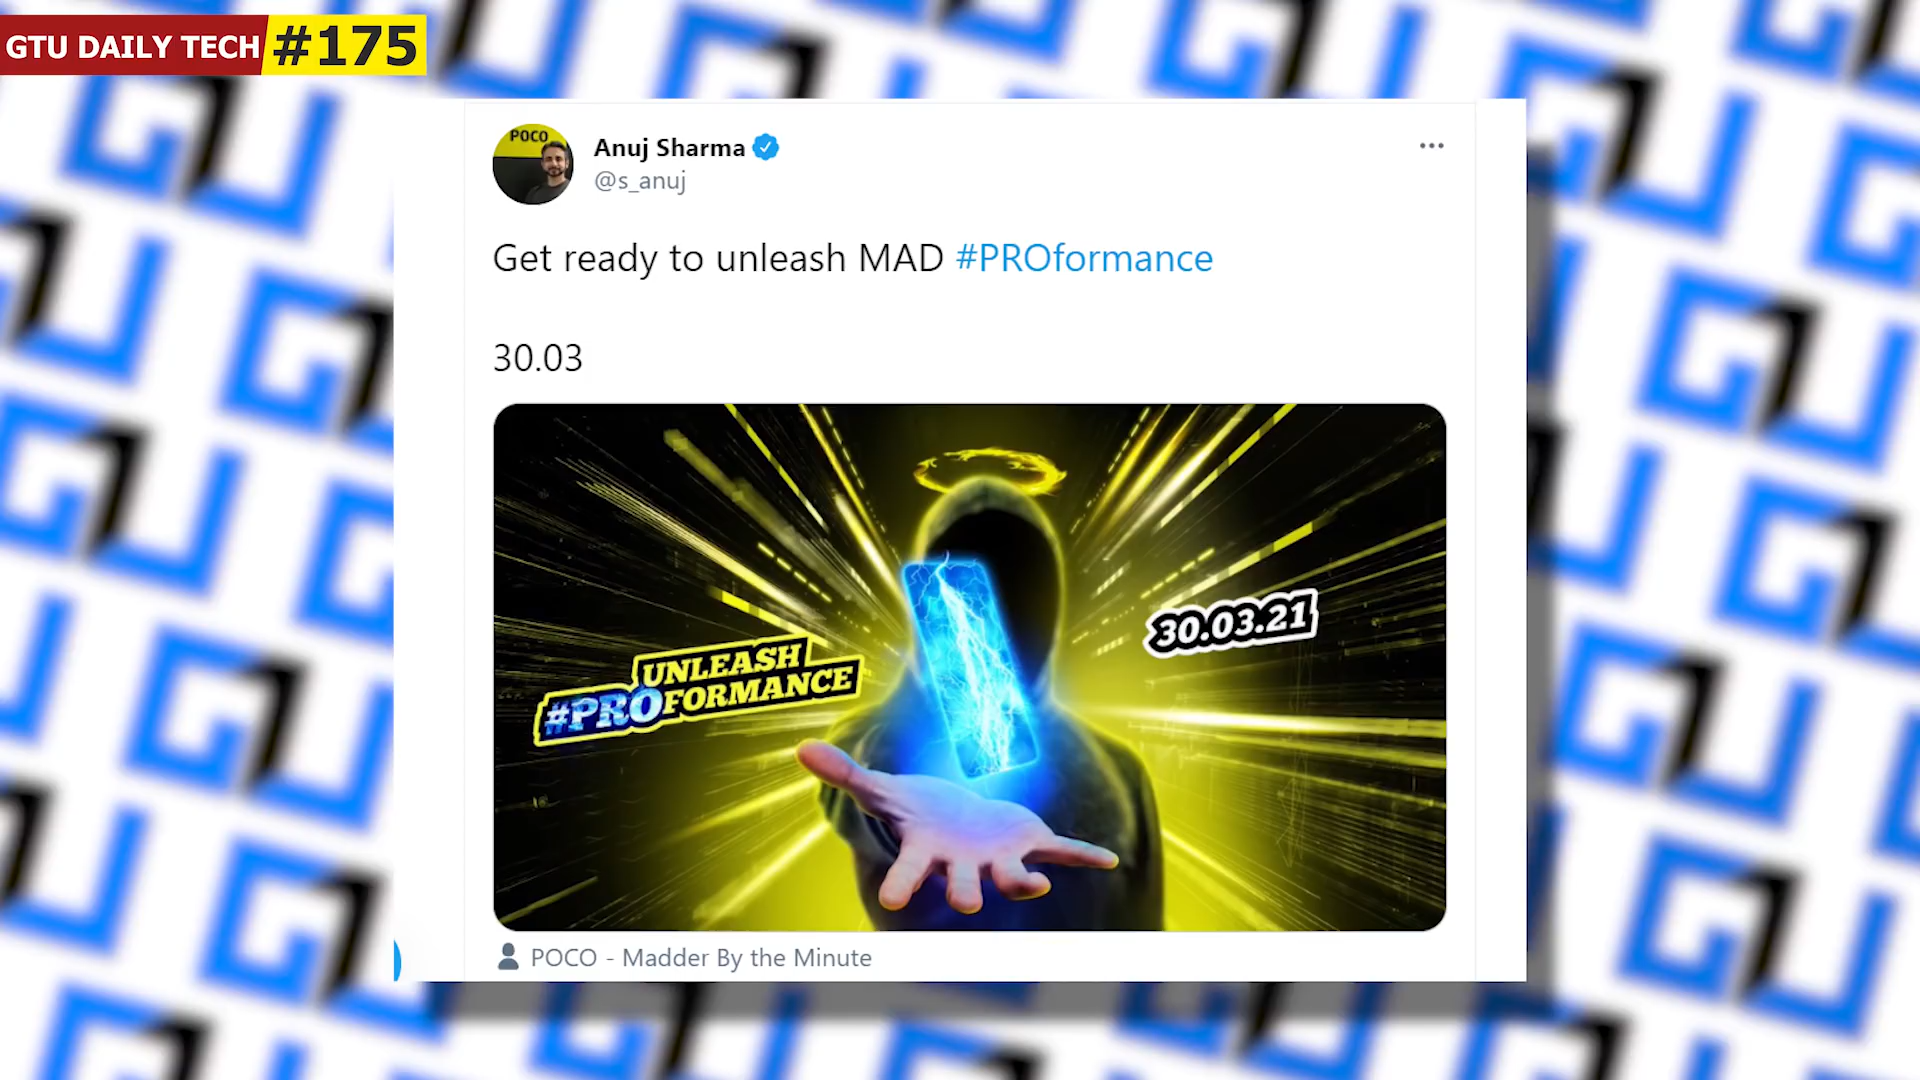 GTU DAILY TECH #175
POCO
Anuj Sharma
@s_anuj
Get ready to unleash MAD #PROformance
30.03
UNLEASH
#PROFORMANCE
30.03.21
POCO - Madder By the Minute